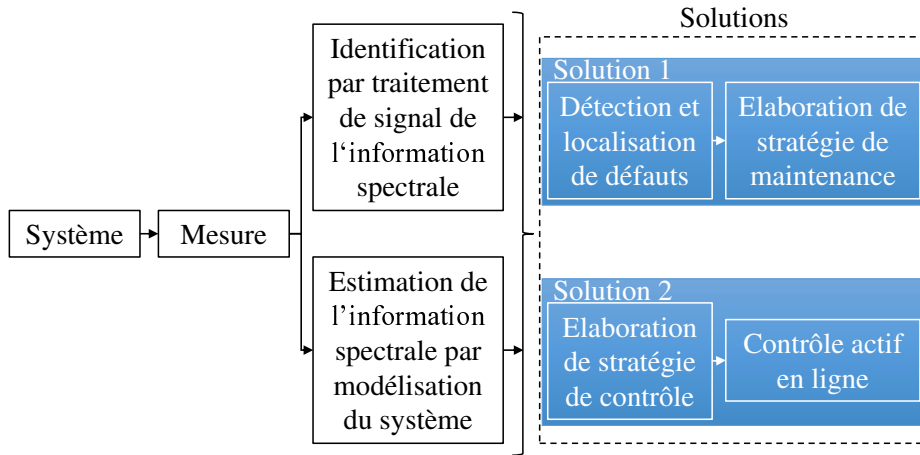 Système
Mesure
Identification
par traitement
de signal de
l‘information
spectrale
Estimation de
l’information
spectrale par
modélisation
du système
Solutions
Solution 1
Détection et
localisation
de défauts
Elaboration de
stratégie de
maintenance
Solution 2
Elaboration
de stratégie
de contrôle
Contrôle actif
en ligne